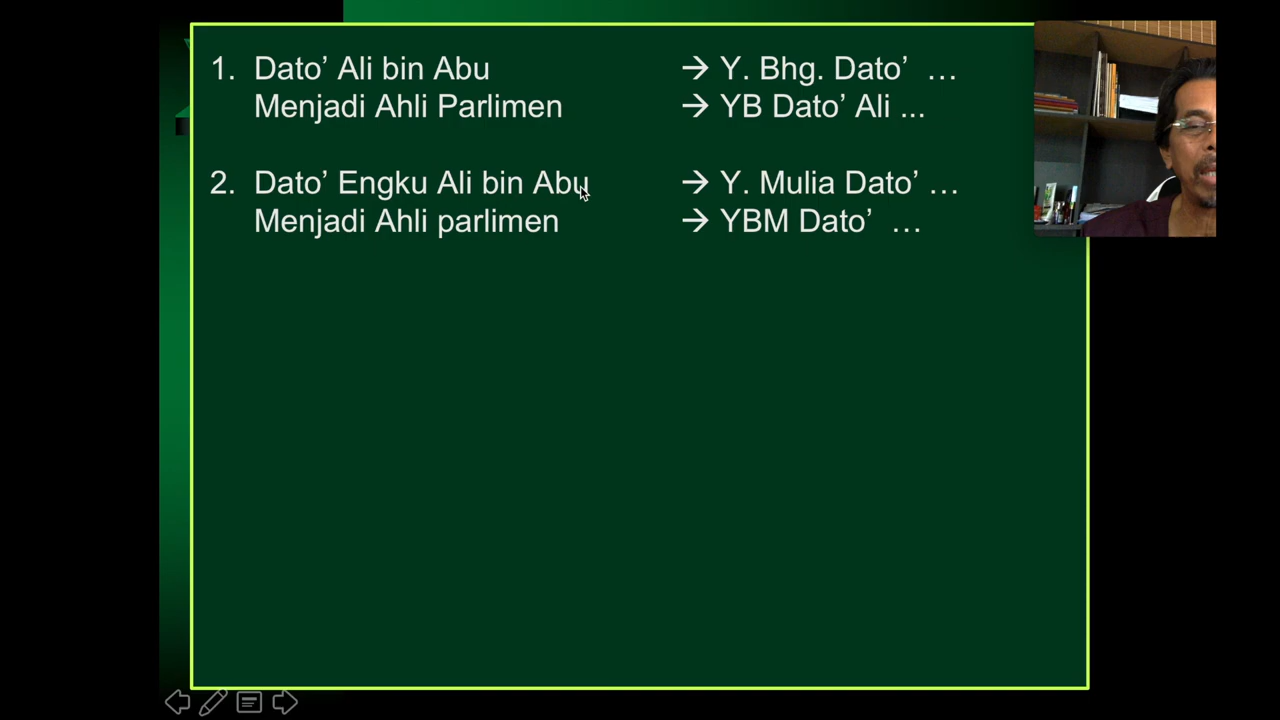 1. Dato’ Ali bin Abu → Y. Bhg. Dato’ …
Menjadi Ahli Parlimen → YB Dato’ Ali ...
2. Dato’ Engku Ali bin Abu → Y. Mulia Dato’ …
Menjadi Ahli parlimen → YBM Dato’ …